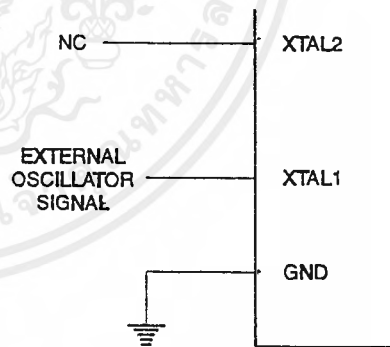 NC
XTAL2
EXTERNAL
OSCILLATOR
SIGNAL
XTAL1
GND